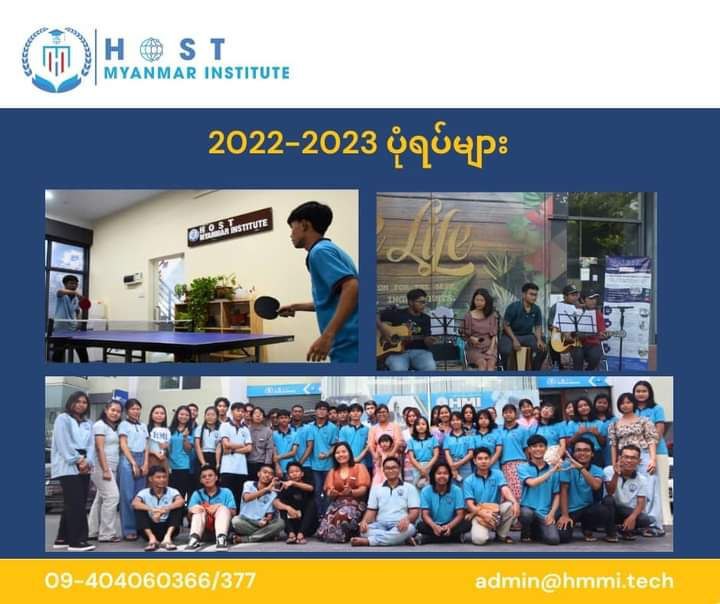 HOST
MYANMAR INSTITUTE
2022-2023 ပုံရိပ်များ
HOST
MYANMAR INSTITUTE
Life
HMI
09-404060366/377
admin@hmmi.tech